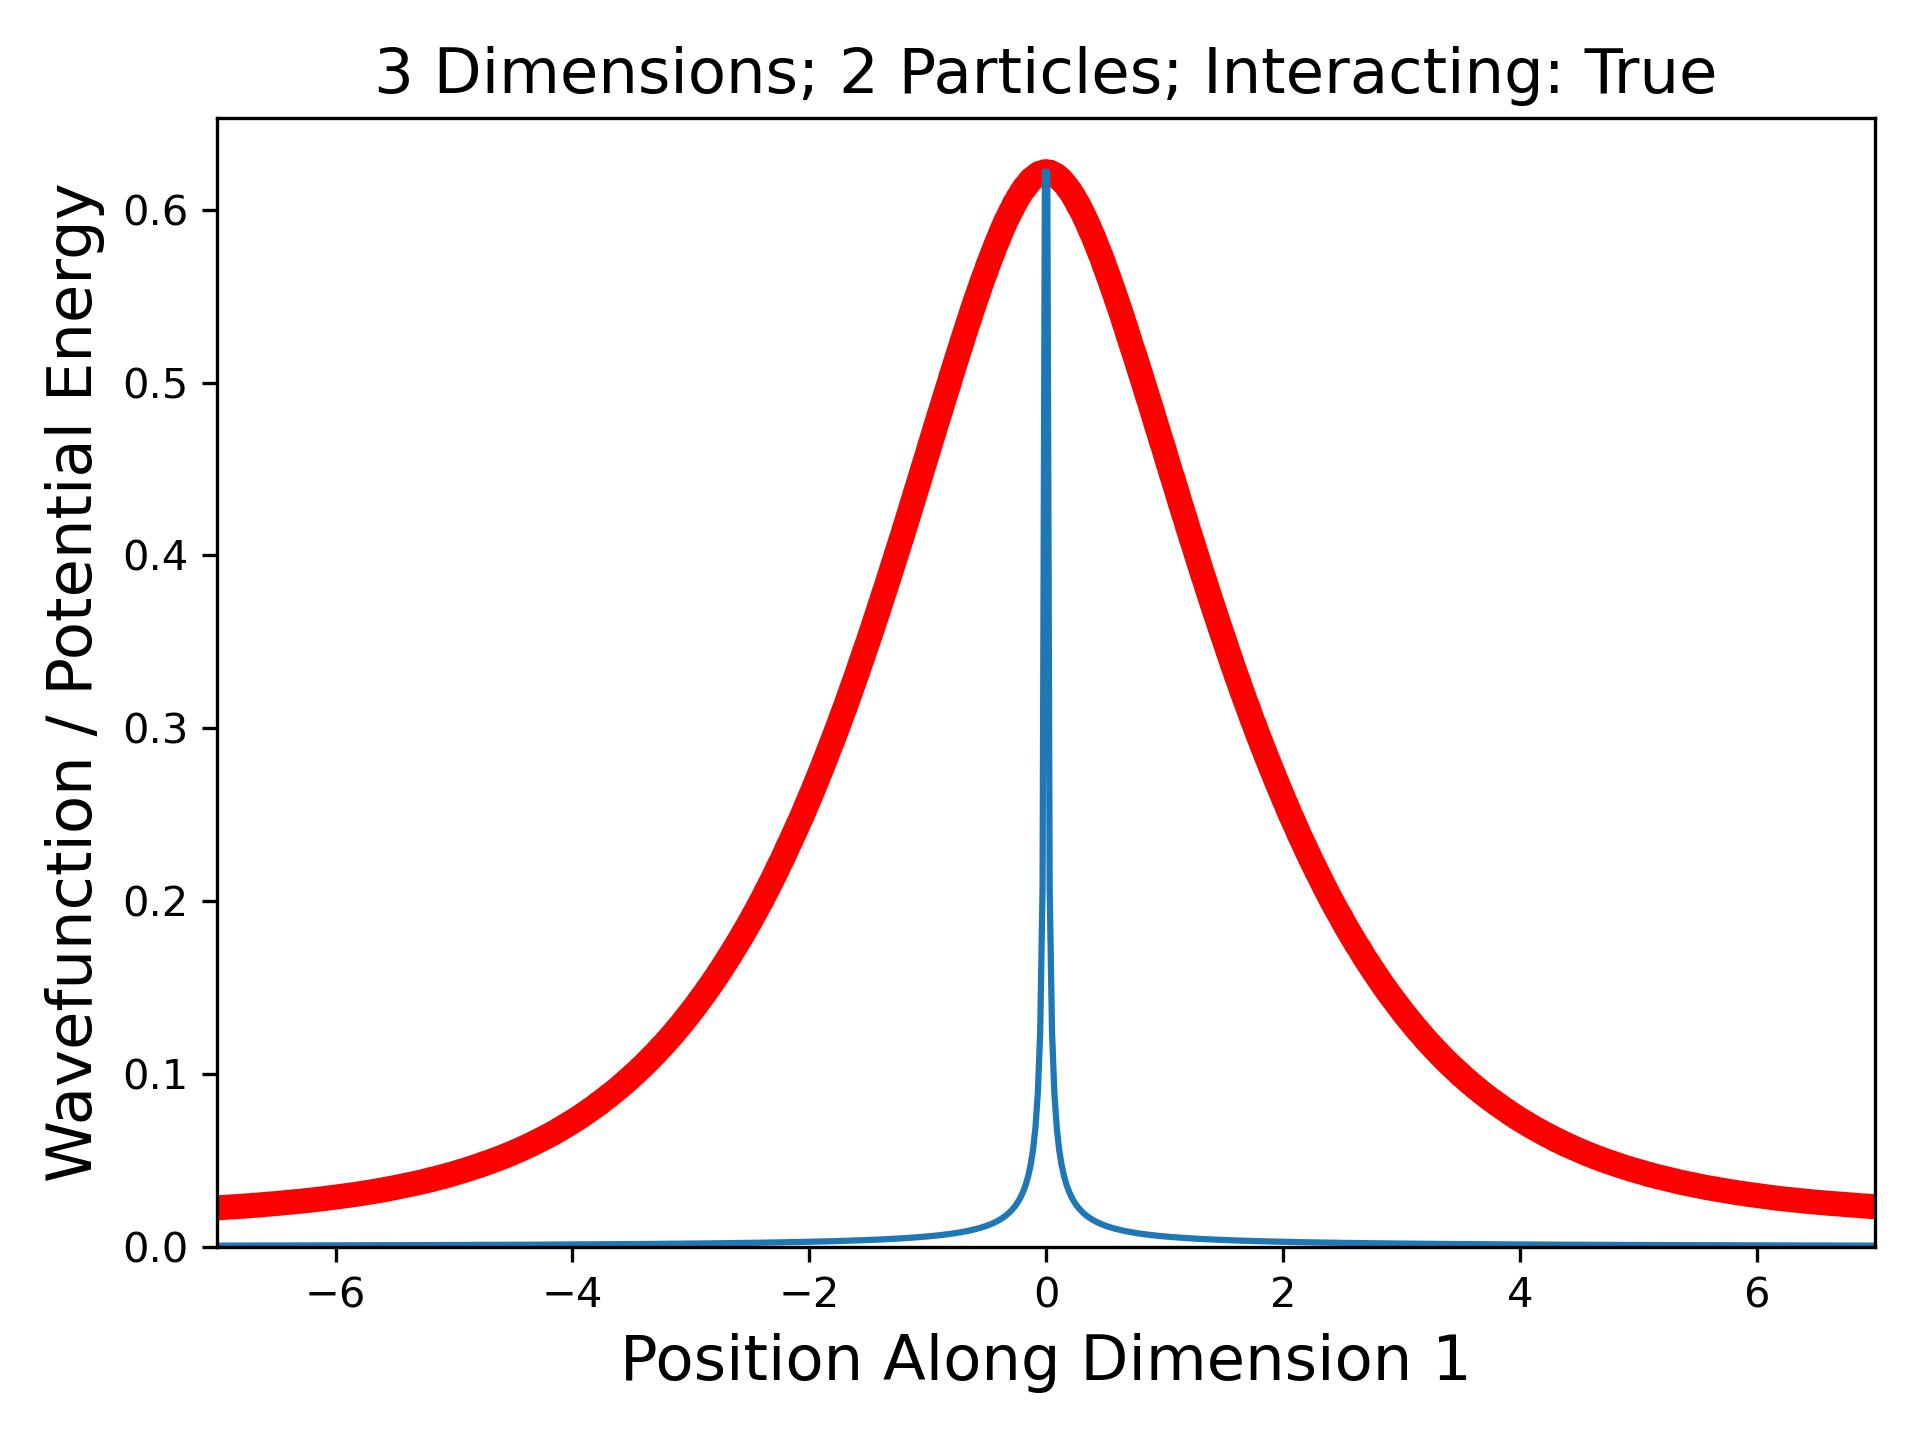 3 Dimensions; 2 Particles; Interacting: True
Wavefunction / Potential Energy
0.6
0.5
0.4
0.3
0.2
0.1
0.0
−6 −4 −2 0 2 4 6
Position Along Dimension 1